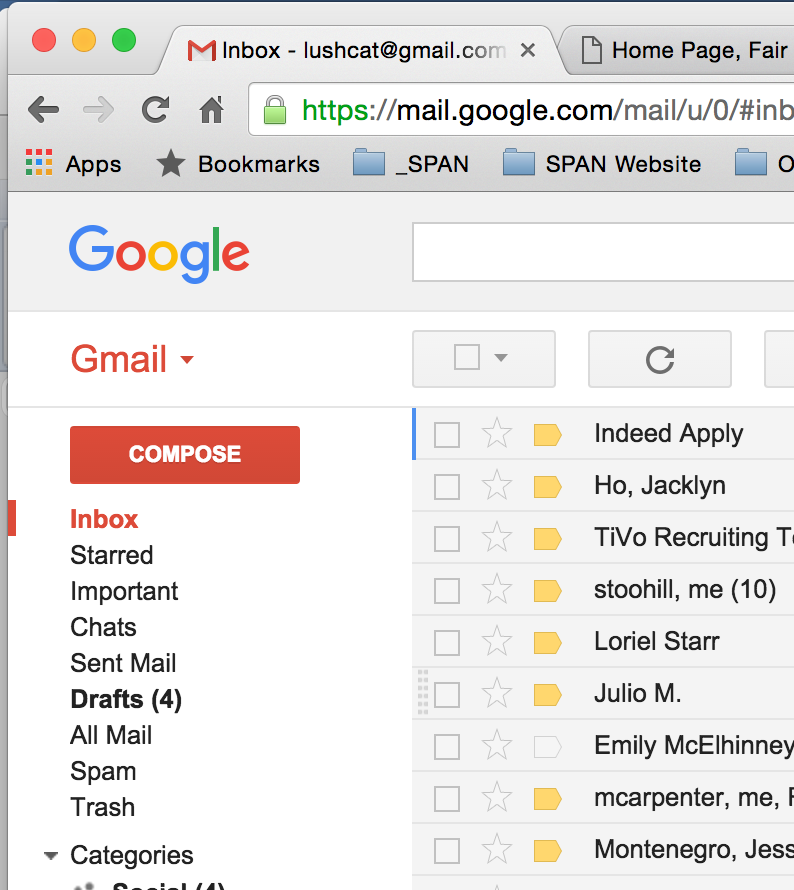 Inbox - lushcat@gmail.com
Home Page, Fair
https://mail.google.com/mail/u/0/#inb
Apps Bookmarks _SPAN SPAN Website O
Google
Gmail
COMPOSE
Inbox
Starred
Important
Chats
Sent Mail
Drafts (4)
All Mail
Spam
Trash
Categories
Social (4)
Indeed Apply
Ho, Jacklyn
TiVo Recruiting Te
stoohill, me (10)
Loriel Starr
Julio M.
Emily McElhinney
mcarpenter, me, F
Montenegro, Jess